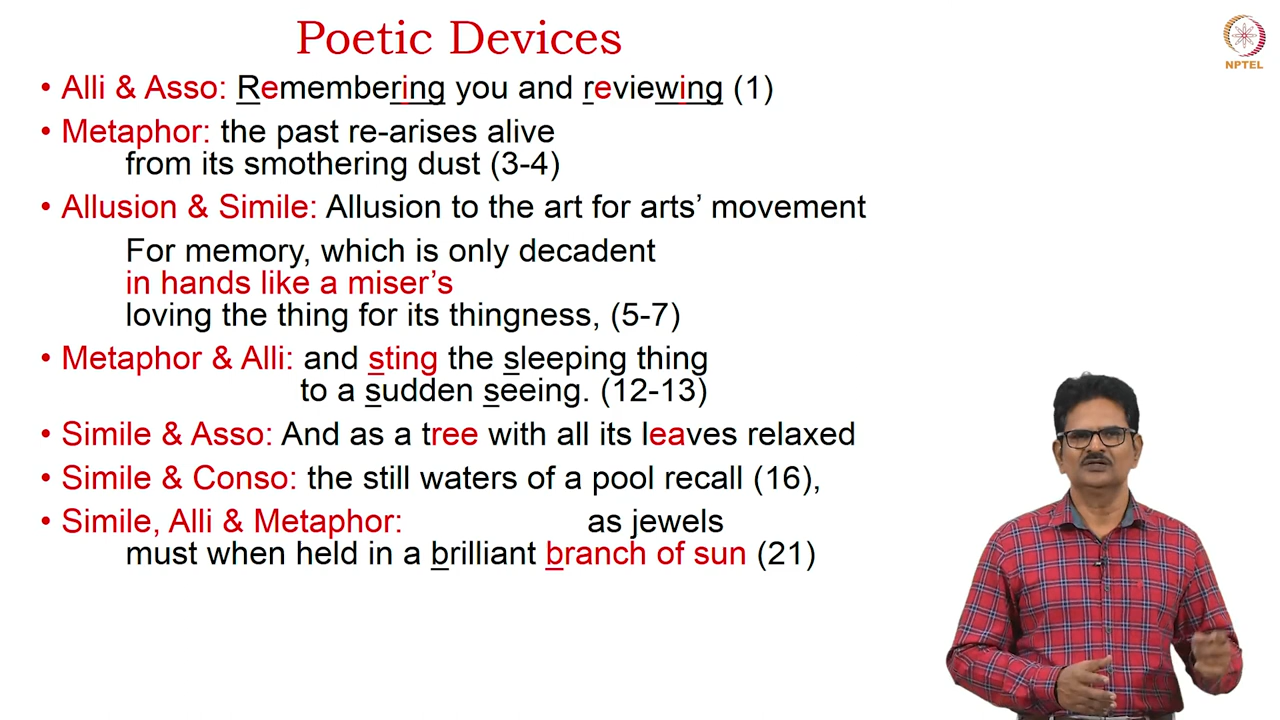 Poetic Devices
NPTEL
• Alli & Asso: Remembering you and reviewing (1)
• Metaphor: the past re-arises alive
from its smothering dust (3-4)
• Allusion & Simile: Allusion to the art for arts’ movement
For memory, which is only decadent
in hands like a miser’s
loving the thing for its thingness, (5-7)
• Metaphor & Alli: and sting the sleeping thing
to a sudden seeing. (12-13)
• Simile & Asso: And as a tree with all its leaves relaxed
• Simile & Conso: the still waters of a pool recall (16),
• Simile, Alli & Metaphor: as jewels
must when held in a brilliant branch of sun (21)